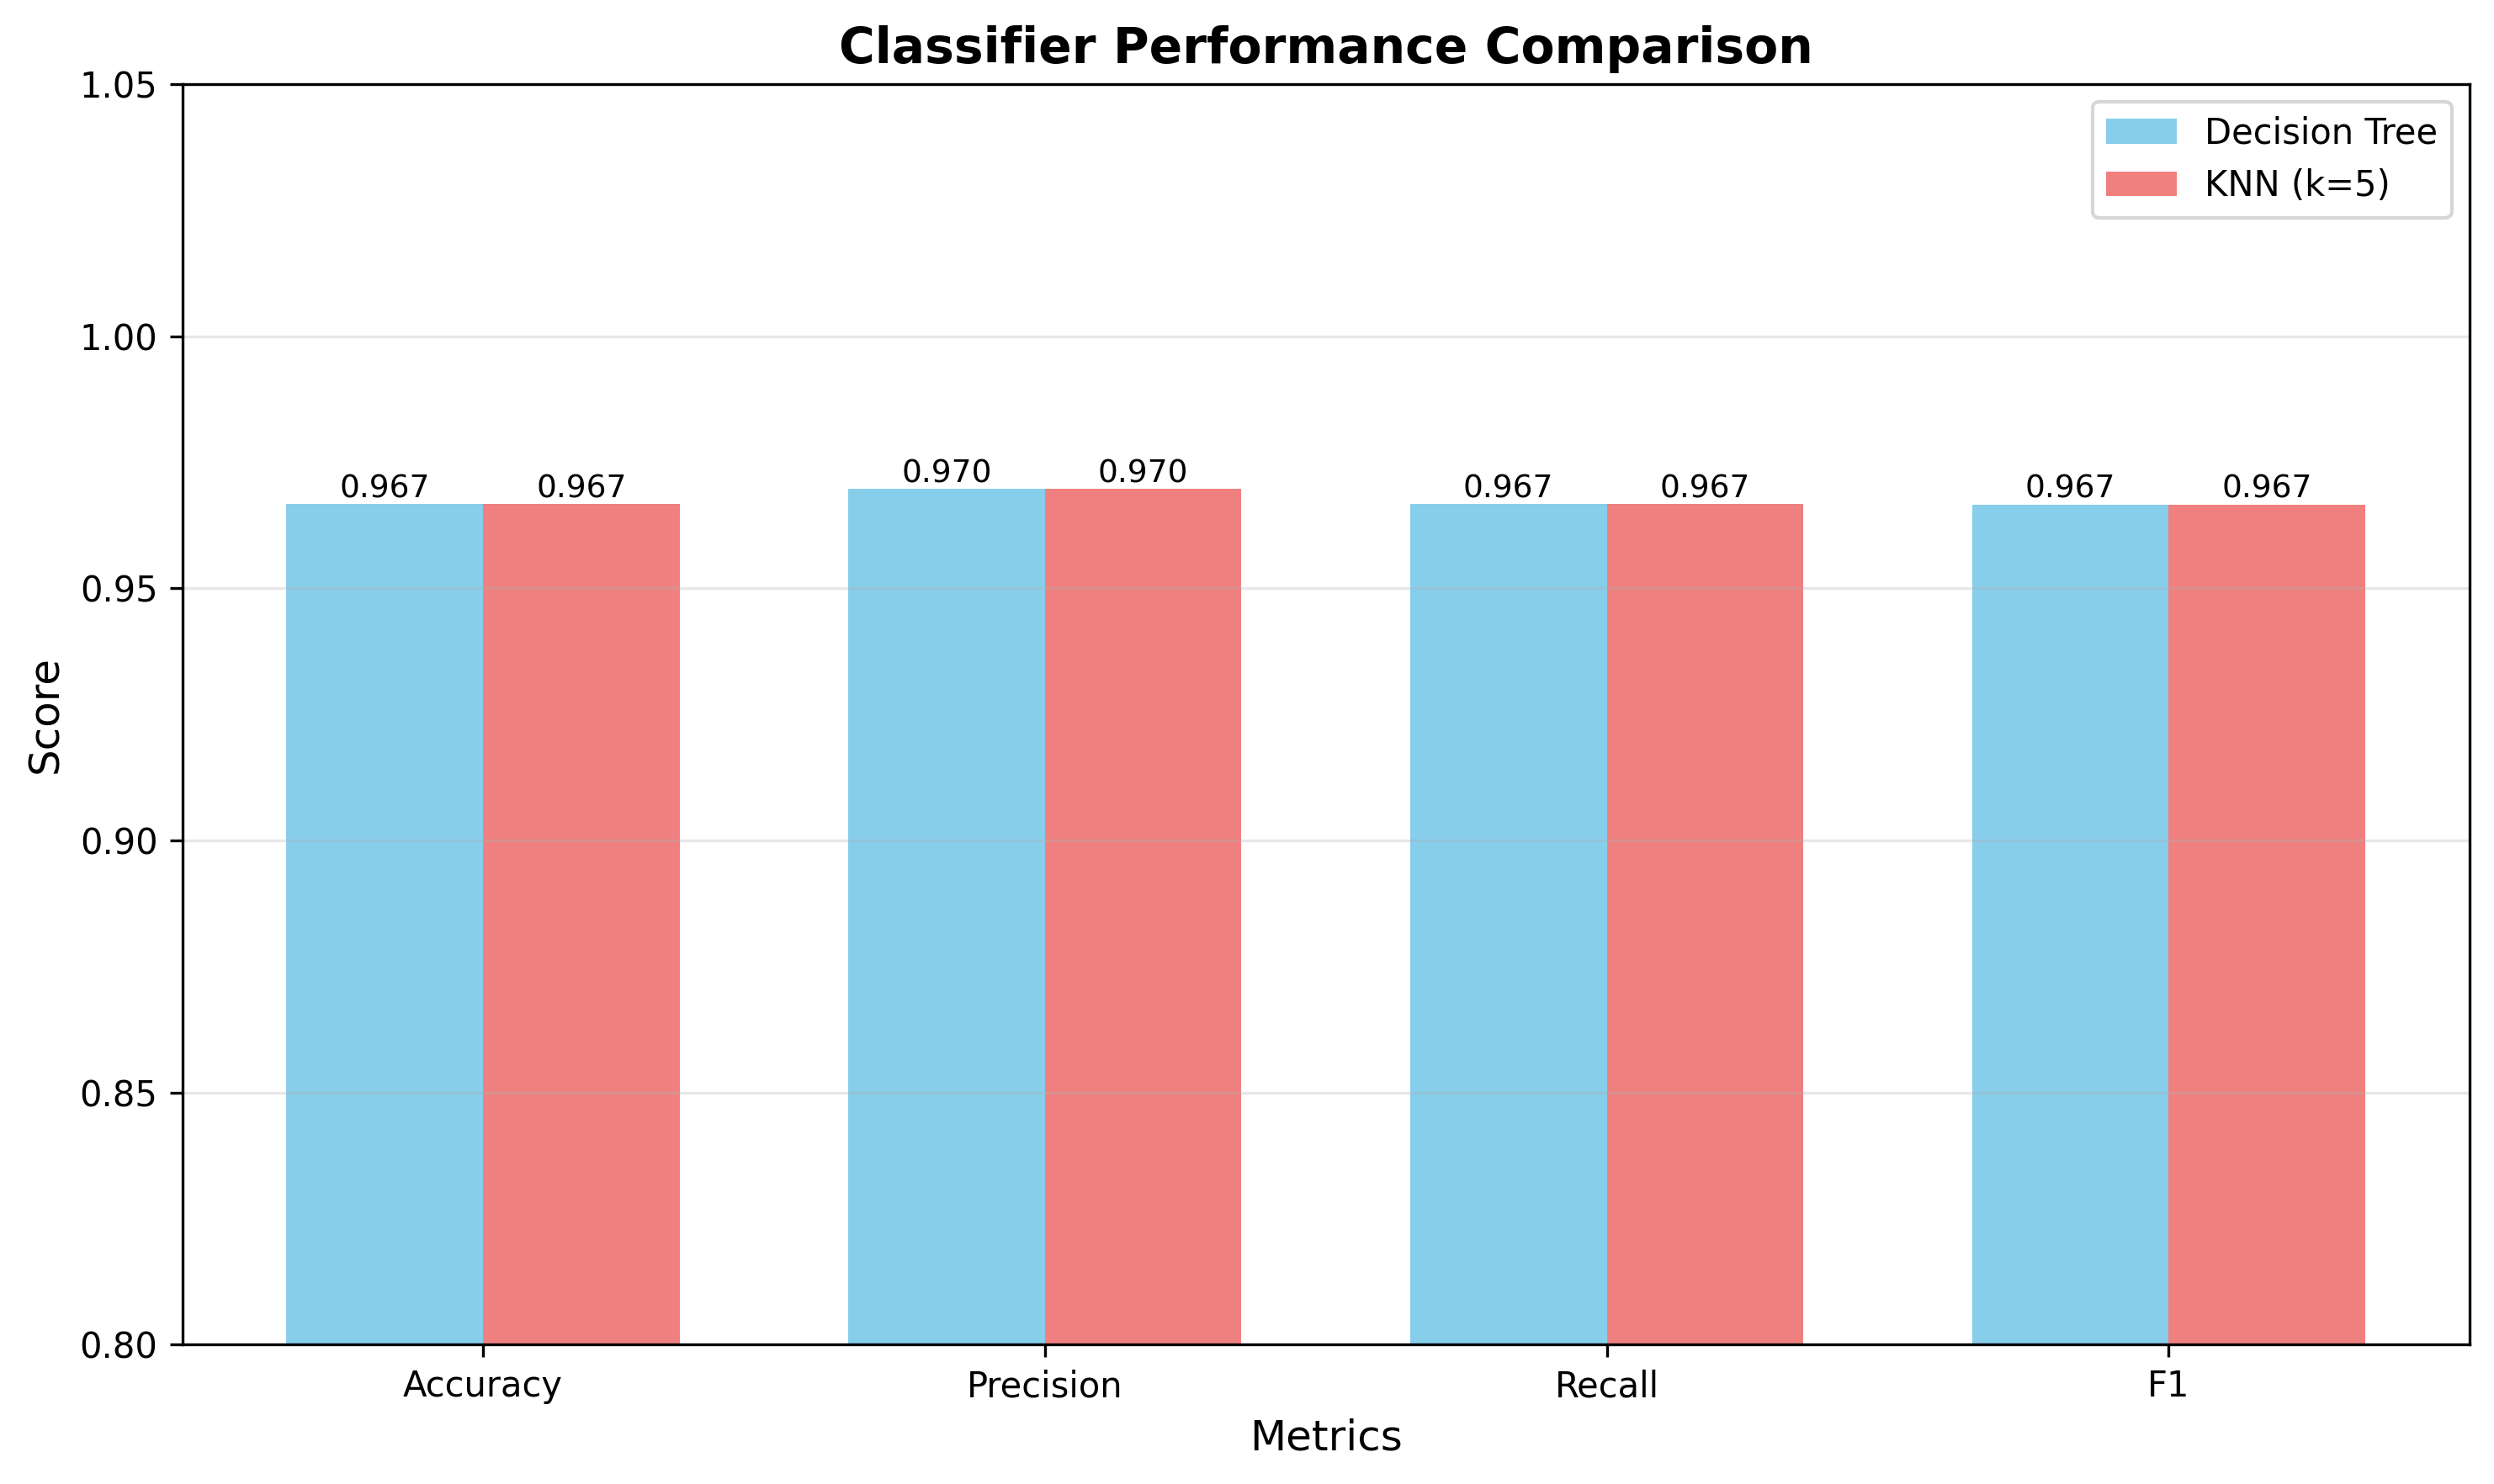 Classifier Performance Comparison
Decision Tree
KNN (k=5)
1.05
1.00
0.95
0.90
0.85
0.80
Score
0.967 0.967 0.970 0.970 0.967 0.967 0.967 0.967
Accuracy Precision Recall F1
Metrics